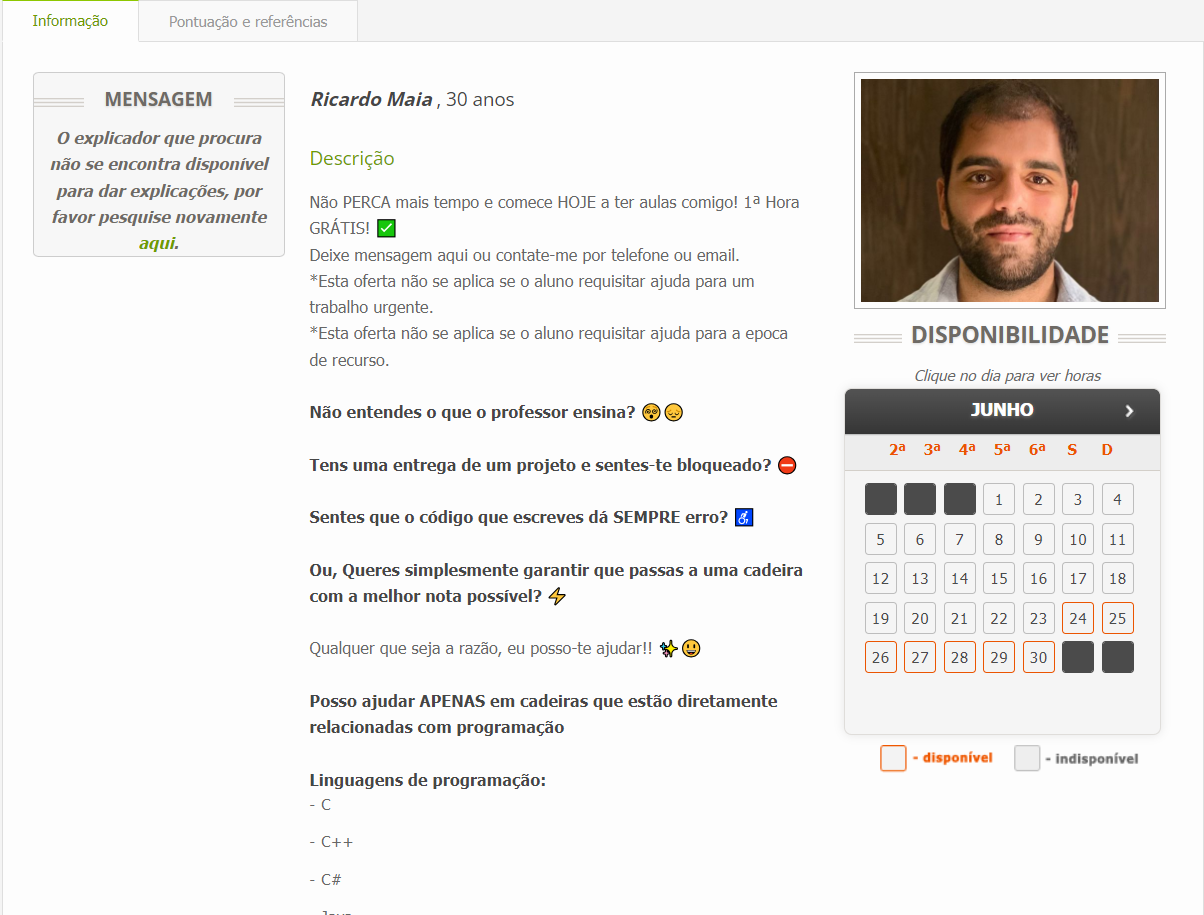 Informação
Pontuação e referências
MENSAGEM
O explicador que procura
não se encontra disponível
para dar explicações, por
favor pesquise novamente
aqui.
Ricardo Maia , 30 anos
Descrição
Não PERCA mais tempo e comece HOJE a ter aulas comigo! 1ª Hora
GRÁTIS! ✅
Deixe mensagem aqui ou contate-me por telefone ou email.
*Esta oferta não se aplica se o aluno requisitar ajuda para um
trabalho urgente.
*Esta oferta não se aplica se o aluno requisitar ajuda para a epoca
de recurso.
Não entendes o que o professor ensina? 😵😞
Tens uma entrega de um projeto e sentes-te bloqueado? ⛔
Sentes que o código que escreves dá SEMPRE erro? ♿
Ou, Queres simplesmente garantir que passas a uma cadeira
com a melhor nota possível? ⚡
Qualquer que seja a razão, eu posso-te ajudar!! ✨😃
Posso ajudar APENAS em cadeiras que estão diretamente
relacionadas com programação
Linguagens de programação:
- C
- C++
- C#
- Java
DISPONIBILIDADE
Clique no dia para ver horas
JUNHO
2ª 3ª 4ª 5ª 6ª S D
1 2 3 4
5 6 7 8 9 10 11
12 13 14 15 16 17 18
19 20 21 22 23 24 25
26 27 28 29 30
- disponível - indisponível